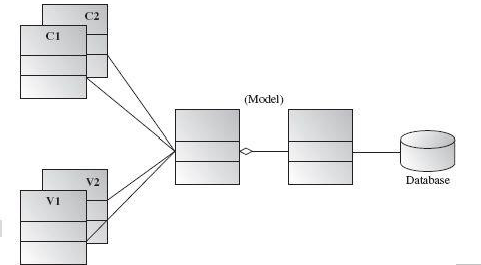 C2
C1
(Model)
Database
V2
V1